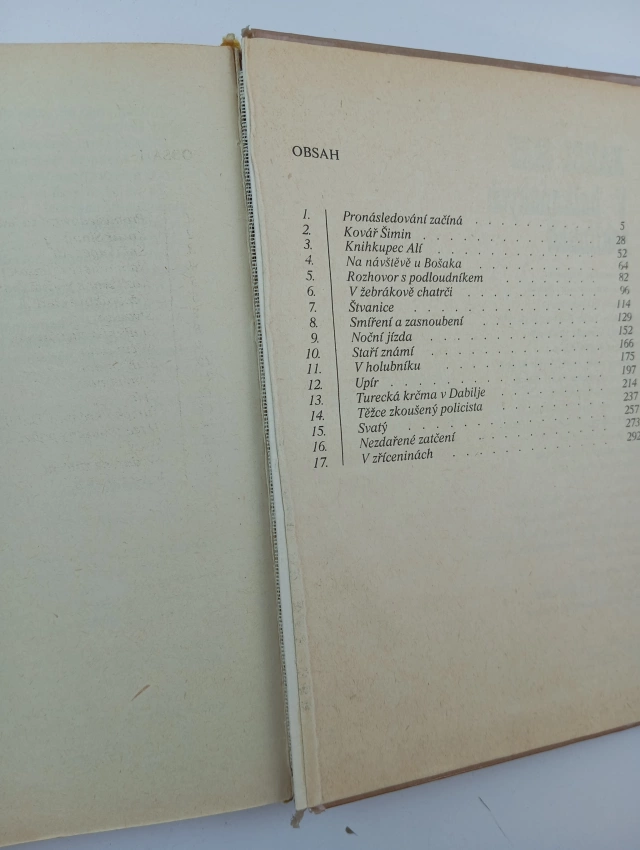 OBSAH
1. Pronásledování začíná . . . . . . . . . 5
2. Kovář Šimin . . . . . . . . . . . 28
3. Knihkupec Alí . . . . . . . . . . 52
4. Na návštěvě u Bošaka . . . . . . . . 64
5. Rozhovor s podloudníkem . . . . . . . 82
6. V žebrákově chatrči . . . . . . . . . 96
7. Štvanice . . . . . . . . . . . 114
8. Smíření a zasnoubení . . . . . . . . 129
9. Noční jízda . . . . . . . . . . 152
10. Staří známí . . . . . . . . . . 166
11. V holubníku . . . . . . . . . . 175
12. Upír . . . . . . . . . . . . 197
13. Turecká krčma v Dabilje . . . . . . . 214
14. Těžce zkoušený policista . . . . . . . 237
15. Svatý . . . . . . . . . . . 257
16. Nezdařené zatčení . . . . . . . . 273
17. V zříceninách . . . . . . . . . 292